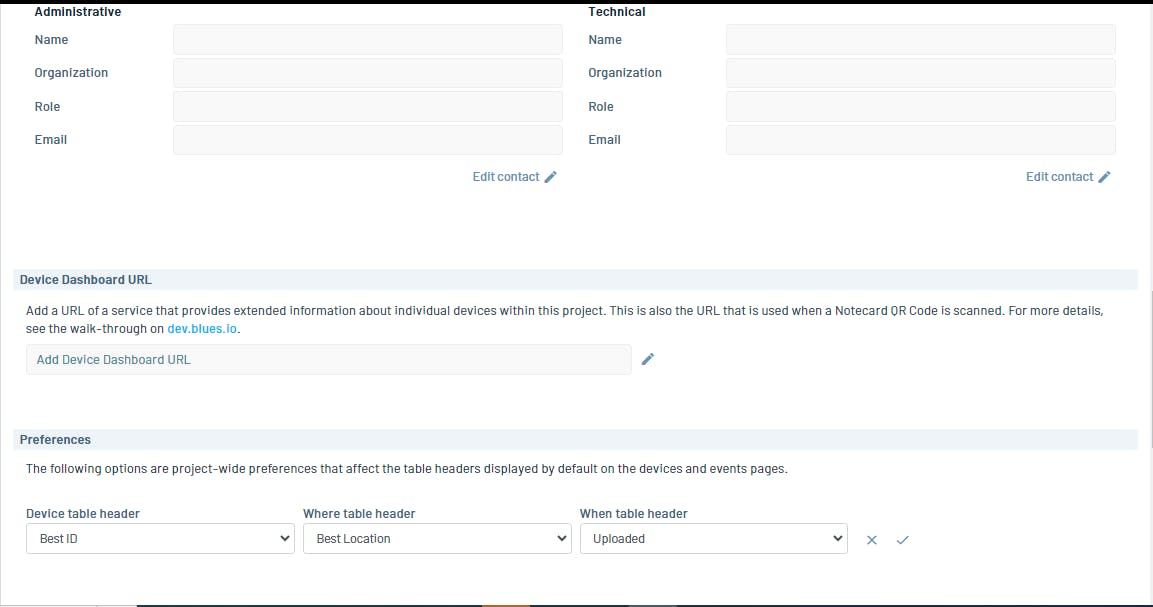 Administrative
Technical
Name
Name
Organization
Organization
Role
Role
Email
Email
Edit contact
Edit contact
Device Dashboard URL
Add a URL of a service that provides extended information about individual devices within this project. This is also the URL that is used when a Notecard QR Code is scanned. For more details,
see the walk-through on dev.blues.io.
Add Device Dashboard URL
Preferences
The following options are project-wide preferences that affect the table headers displayed by default on the devices and events pages.
Device table header
Where table header
When table header
Best ID
Best Location
Uploaded